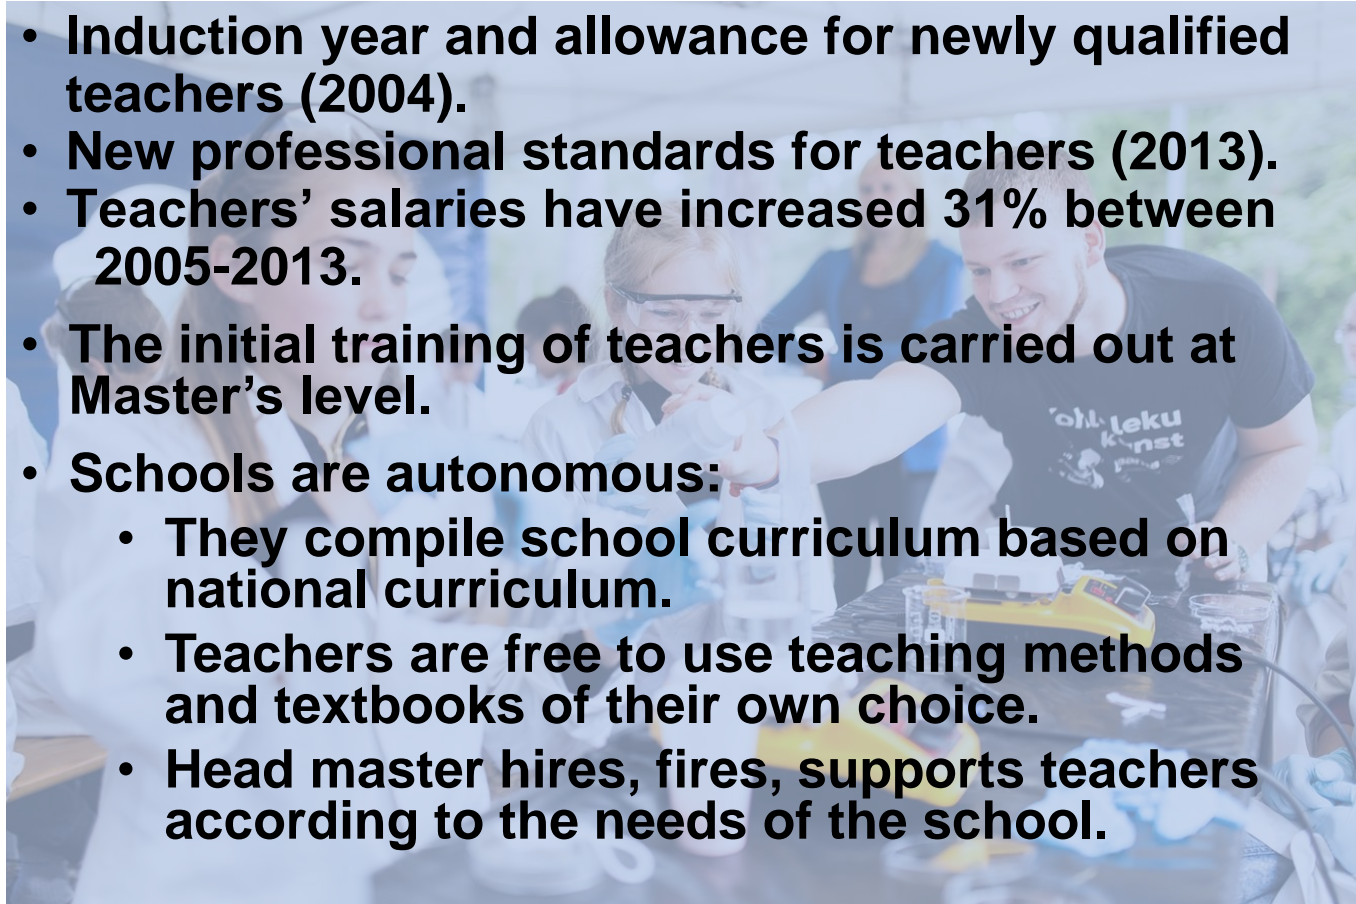 • Induction year and allowance for newly qualified
teachers (2004).
• New professional standards for teachers (2013).
• Teachers’ salaries have increased 31% between
2005-2013.
• The initial training of teachers is carried out at
Master’s level.
• Schools are autonomous:
• They compile school curriculum based on
national curriculum.
• Teachers are free to use teaching methods
and textbooks of their own choice.
• Head master hires, fires, supports teachers
according to the needs of the school.
leku